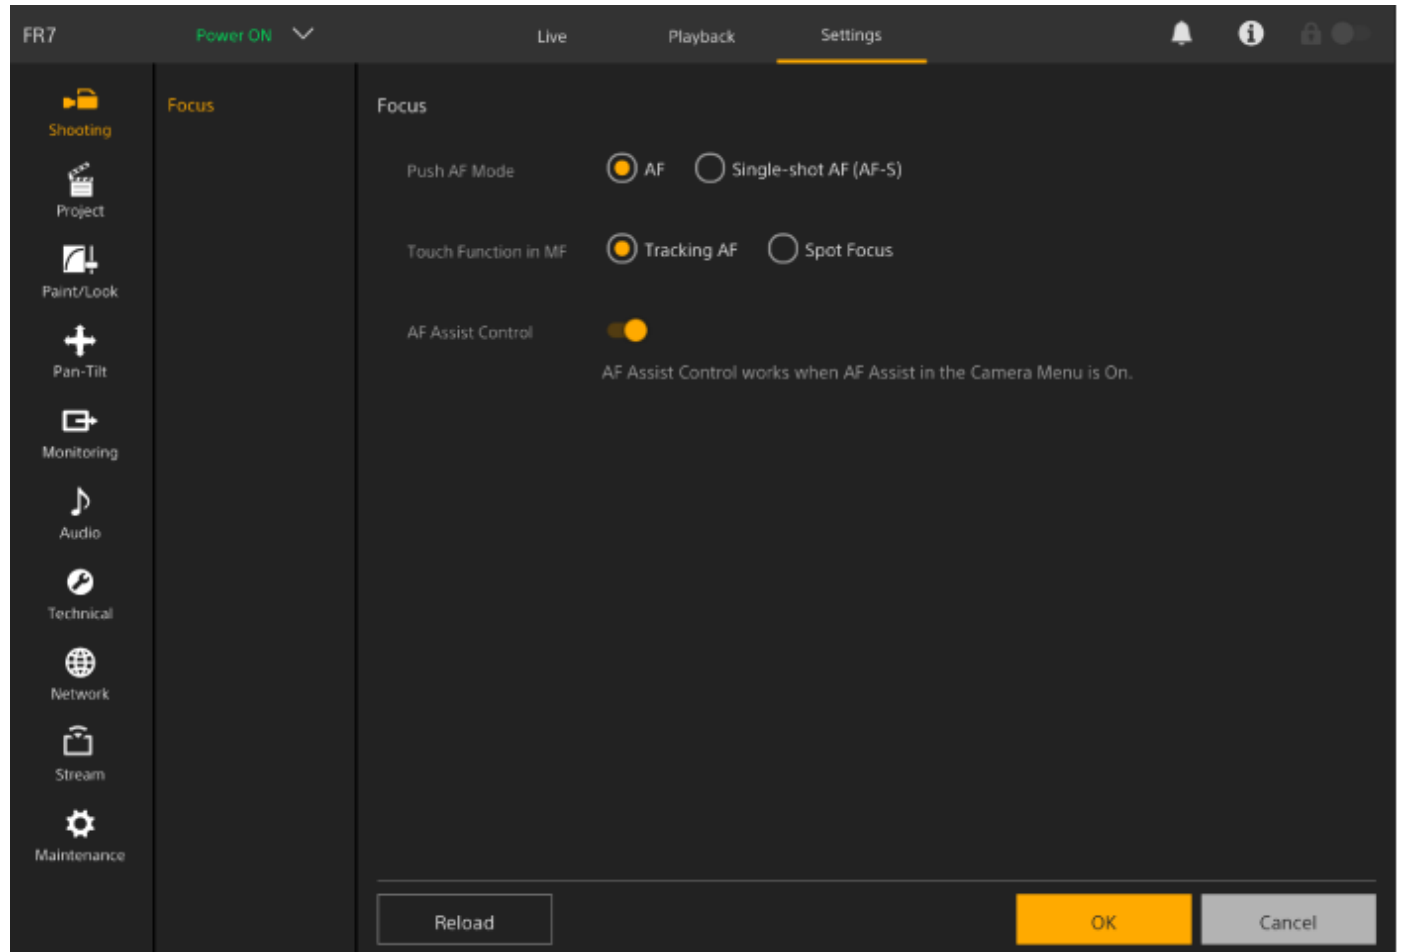 FR7
Power ON
Live
Playback
Settings
Shooting
Project
Paint/Look
Pan-Tilt
Monitoring
Audio
Technical
Network
Stream
Maintenance
Focus
Focus
Push AF Mode
AF
Single-shot AF (AF-S)
Touch Function in MF
Tracking AF
Spot Focus
AF Assist Control
AF Assist Control works when AF Assist in the Camera Menu is On.
Reload
OK
Cancel